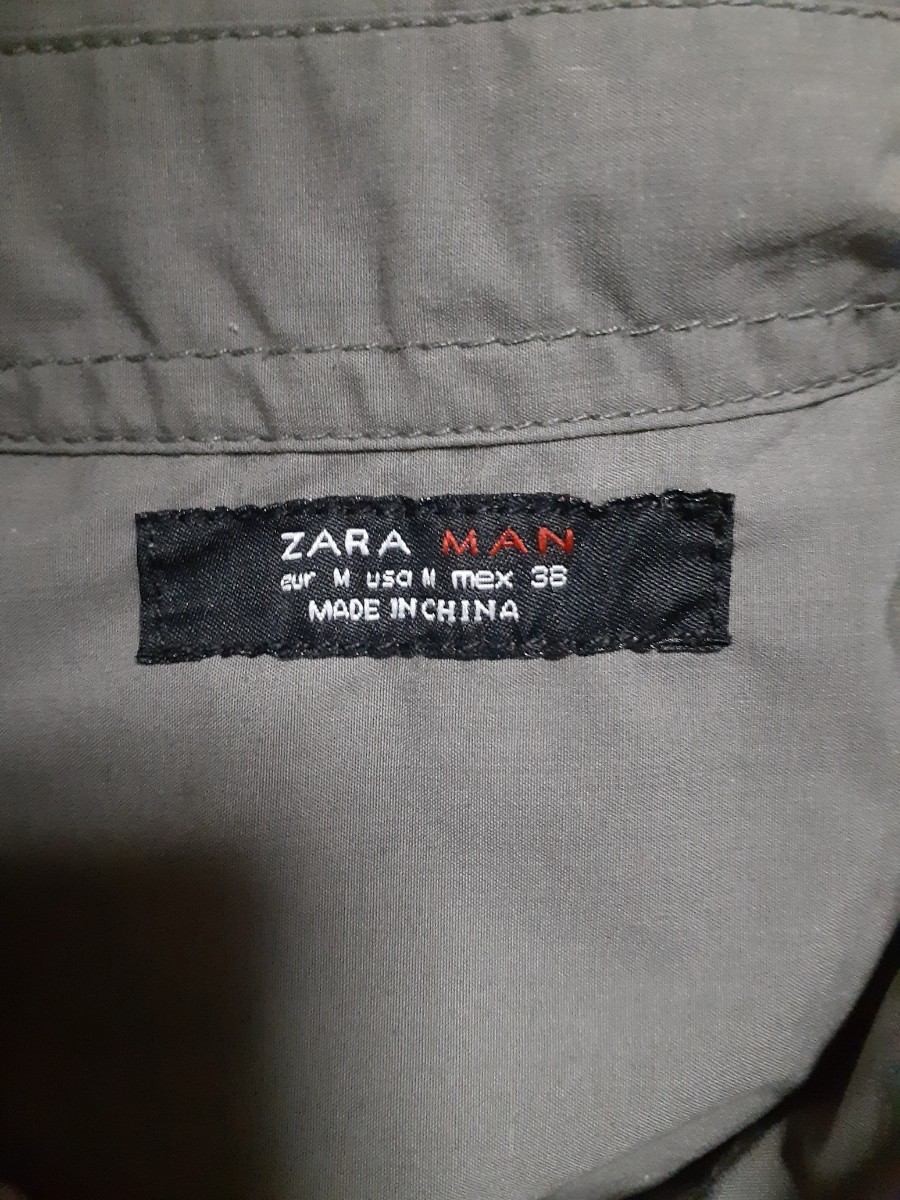 ZARA MAN
eur M usa M mex 38
MADE IN CHINA